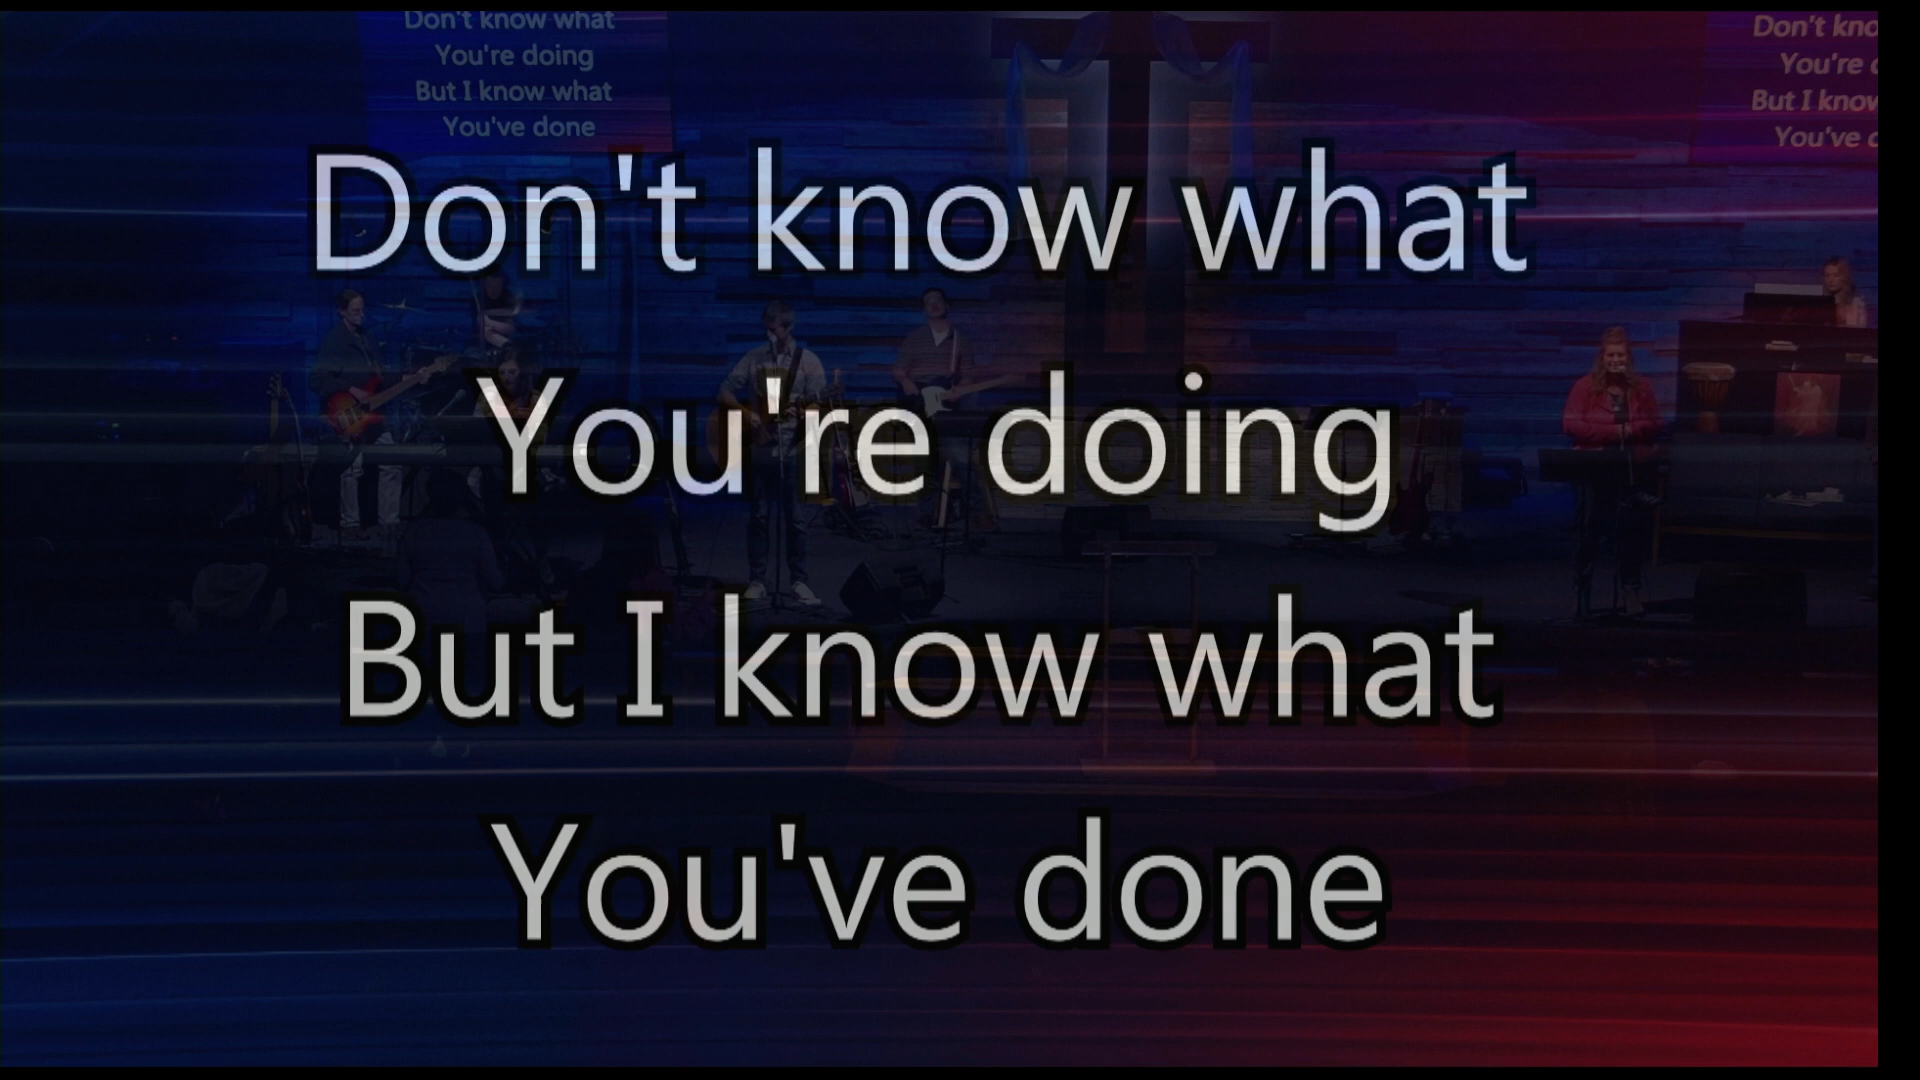 Don't know what
You're doing
But I know what
You've done
Don't kno
You're
But I know
You've
Don't know what
You're doing
But I know what
You've done